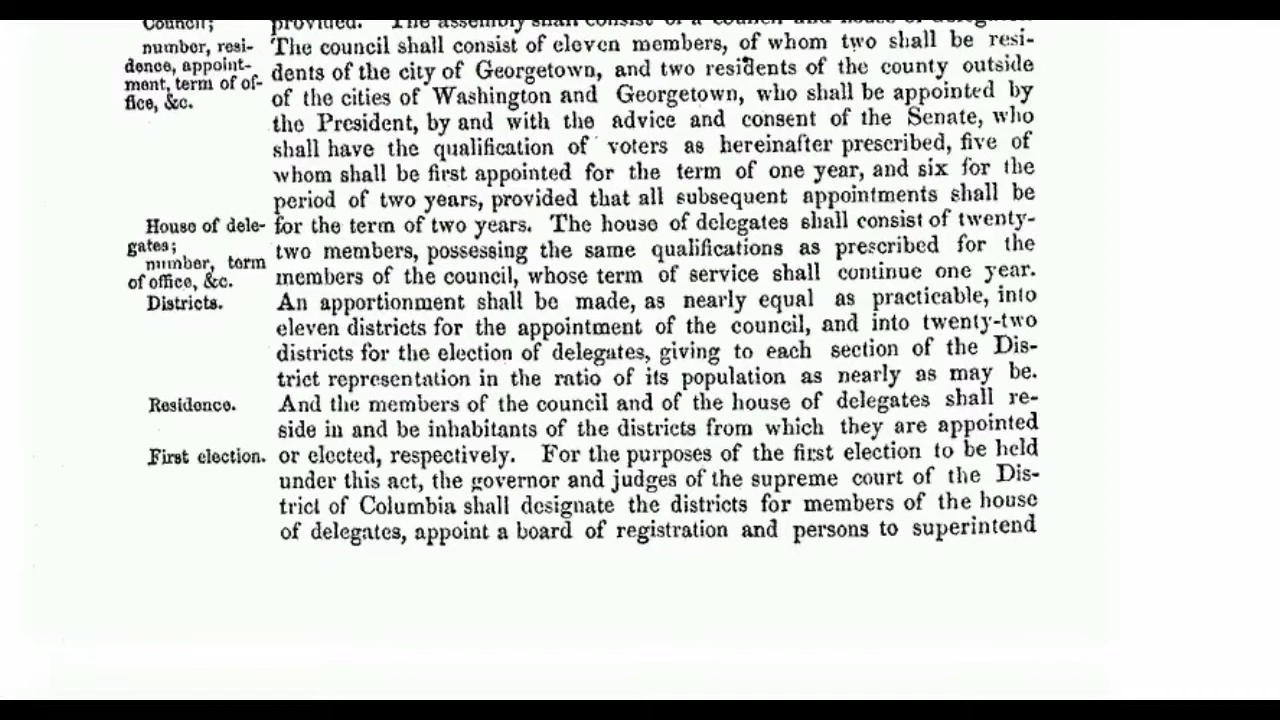 Council;
number, resi-
dence, appoint-
ment, term of of-
fice, &c.
provided. The assembly shall consist of a council and house of delegates.
The council shall consist of eleven members, of whom two shall be resi-
dents of the city of Georgetown, and two residents of the county outside
of the cities of Washington and Georgetown, who shall be appointed by
the President, by and with the advice and consent of the Senate, who
shall have the qualification of voters as hereinafter prescribed, five of
whom shall be first appointed for the term of one year, and six for the
period of two years, provided that all subsequent appointments shall be
House of dele-
gates;
number, term
of office, &c.
for the term of two years. The house of delegates shall consist of twenty-
two members, possessing the same qualifications as prescribed for the
members of the council, whose term of service shall continue one year.
Districts.
An apportionment shall be made, as nearly equal as practicable, into
eleven districts for the appointment of the council, and into twenty-two
districts for the election of delegates, giving to each section of the Dis-
trict representation in the ratio of its population as nearly as may be.
Residence.
And the members of the council and of the house of delegates shall re-
side in and be inhabitants of the districts from which they are appointed
First election.
or elected, respectively. For the purposes of the first election to be held
under this act, the governor and judges of the supreme court of the Dis-
trict of Columbia shall designate the districts for members of the house
of delegates, appoint a board of registration and persons to superintend